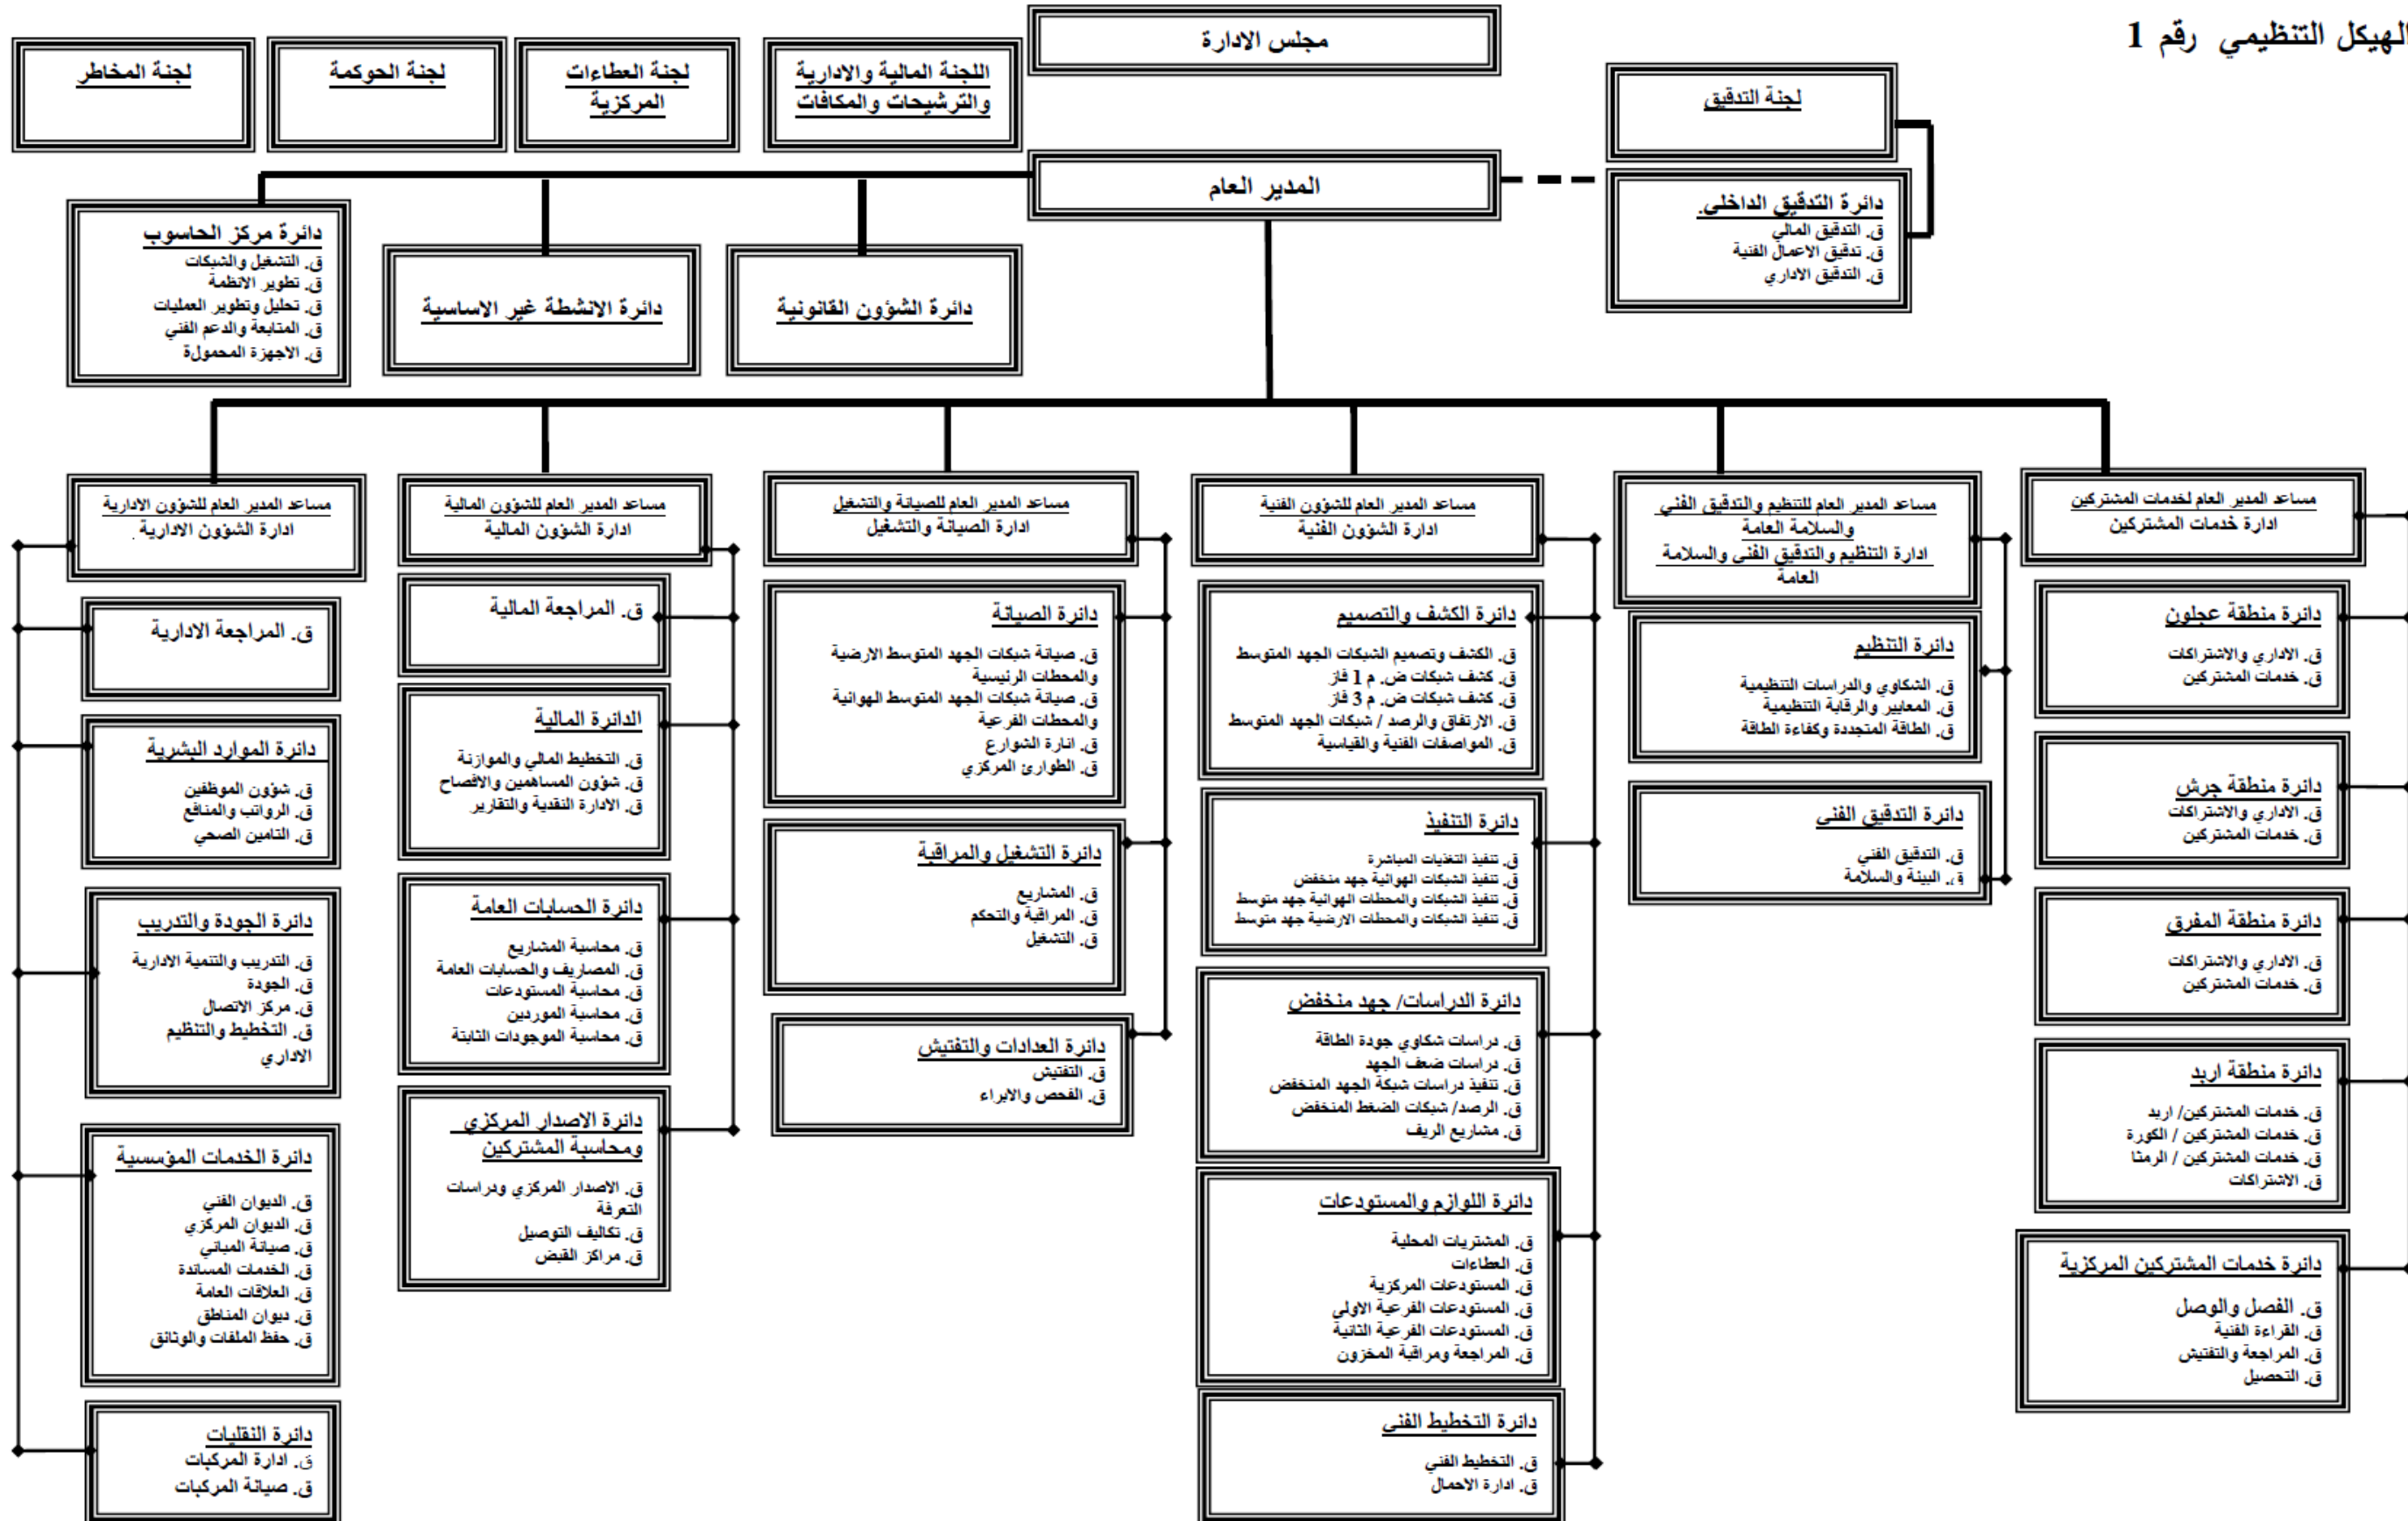 الهيكل التنظيمي رقم 1
مجلس الادارة
لجنة التدقيق
اللجنة المالية والادارية
والترشيحات والمكافات
لجنة العطاءات
المركزية
لجنة الحوكمة
لجنة المخاطر
المدير العام
دائرة التدقيق الداخلي.
ق. التدقيق المالي
ق. تدقيق الاعمال الفنية
ق. التدقيق الاداري
دائرة الشؤون القانونية
دائرة الانشطة غير الاساسية
دائرة مركز الحاسوب
ق. التشغيل والشبكات
ق. تطوير الانظمة
ق. تحليل وتطوير العمليات
ق. المتابعة والدعم الفني
ق. الاجهزة المحمولة
مساعد المدير العام لخدمات المشتركين
ادارة خدمات المشتركين
دائرة منطقة عجلون
ق. الاداري والاشتراكات
ق. خدمات المشتركين
دائرة منطقة جرش
ق. الاداري والاشتراكات
ق. خدمات المشتركين
دائرة منطقة المفرق
ق. الاداري والاشتراكات
ق. خدمات المشتركين
دائرة منطقة اربد
ق. خدمات المشتركين/ اربد
ق. خدمات المشتركين / الكورة
ق. خدمات المشتركين / الرمثا
ق. الاشتراكات
دائرة خدمات المشتركين المركزية
ق. الفصل والوصل
ق. القراءة الفنية
ق. المراجعة والتفتيش
ق. التحصيل
مساعد المدير العام للتنظيم والتدقيق الفني
والسلامة العامة
ادارة التنظيم والتدقيق الفني والسلامة
العامة
دائرة التنظيم
ق. الشكاوي والدراسات التنظيمية
ق. المعايير والرقابة التنظيمية
ق. الطاقة المتجددة وكفاءة الطاقة
دائرة التدقيق الفني
ق. التدقيق الفني
ق. البيئة والسلامة
مساعد المدير العام للشؤون الفنية
ادارة الشؤون الفنية
دائرة الكشف والتصميم
ق. الكشف وتصميم الشبكات الجهد المتوسط
ق. كشف شبكات ض. م 1 فاز
ق. كشف شبكات ض. م 3 فاز
ق. الارتفاق والرصد / شبكات الجهد المتوسط
ق. المواصفات الفنية والقياسية
دائرة التنفيذ
ق. تنفيذ التغذيات المباشرة
ق. تنفيذ الشبكات الهوائية جهد منخفض
ق. تنفيذ الشبكات والمحطات الهوائية جهد متوسط
ق. تنفيذ الشبكات والمحطات الارضية جهد متوسط
دائرة الدراسات/ جهد منخفض
ق. دراسات شكاوي جودة الطاقة
ق. دراسات ضعف الجهد
ق. تنفيذ دراسات شبكة الجهد المنخفض
ق. الرصد/ شبكات الضغط المنخفض
ق. مشاريع الريف
دائرة اللوازم والمستودعات
ق. المشتريات المحلية
ق. العطاءات
ق. المستودعات المركزية
ق. المستودعات الفرعية الاولى
ق. المستودعات الفرعية الثانية
ق. المراجعة ومراقبة المخزون
دائرة التخطيط الفني
ق. التخطيط الفني
ق. ادارة الاحمال
مساعد المدير العام للصيانة والتشغيل
ادارة الصيانة والتشغيل
دائرة الصيانة
ق. صيانة شبكات الجهد المتوسط الارضية
والمحطات الرئيسية
ق. صيانة شبكات الجهد المتوسط الهوائية
والمحطات الفرعية
ق. انارة الشوارع
ق. الطوارئ المركزي
دائرة التشغيل والمراقبة
ق. المشاريع
ق. المراقبة والتحكم
ق. التشغيل
دائرة العدادات والتفتيش
ق. التفتيش
ق. الفحص والابراء
مساعد المدير العام للشؤون المالية
ادارة الشؤون المالية
ق. المراجعة المالية
الدائرة المالية
ق. التخطيط المالي والموازنة
ق. شؤون المساهمين والافصاح
ق. الادارة النقدية والتقارير
دائرة الحسابات العامة
ق. محاسبة المشاريع
ق. المصاريف والحسابات العامة
ق. محاسبة المستودعات
ق. محاسبة الموردين
ق. محاسبة الموجودات الثابتة
دائرة الاصدار المركزي
ومحاسبة المشتركين
ق. الاصدار المركزي ودراسات
التعرفة
ق. تكاليف التوصيل
ق. مراكز القبض
مساعد المدير العام للشؤون الادارية
ادارة الشؤون الادارية
ق. المراجعة الادارية
دائرة الموارد البشرية
ق. شؤون الموظفين
ق. الرواتب والمنافع
ق. التامين الصحي
دائرة الجودة والتدريب
ق. التدريب والتنمية الادارية
ق. الجودة
ق. مركز الاتصال
ق. التخطيط والتنظيم
الاداري
دائرة الخدمات المؤسسية
ق. الديوان الفني
ق. الديوان المركزي
ق. صيانة المباني
ق. الخدمات المساندة
ق. العلاقات العامة
ق. ديوان المناطق
ق. حفظ الملفات والوثائق
دائرة النقليات
ق. ادارة المركبات
ق. صيانة المركبات